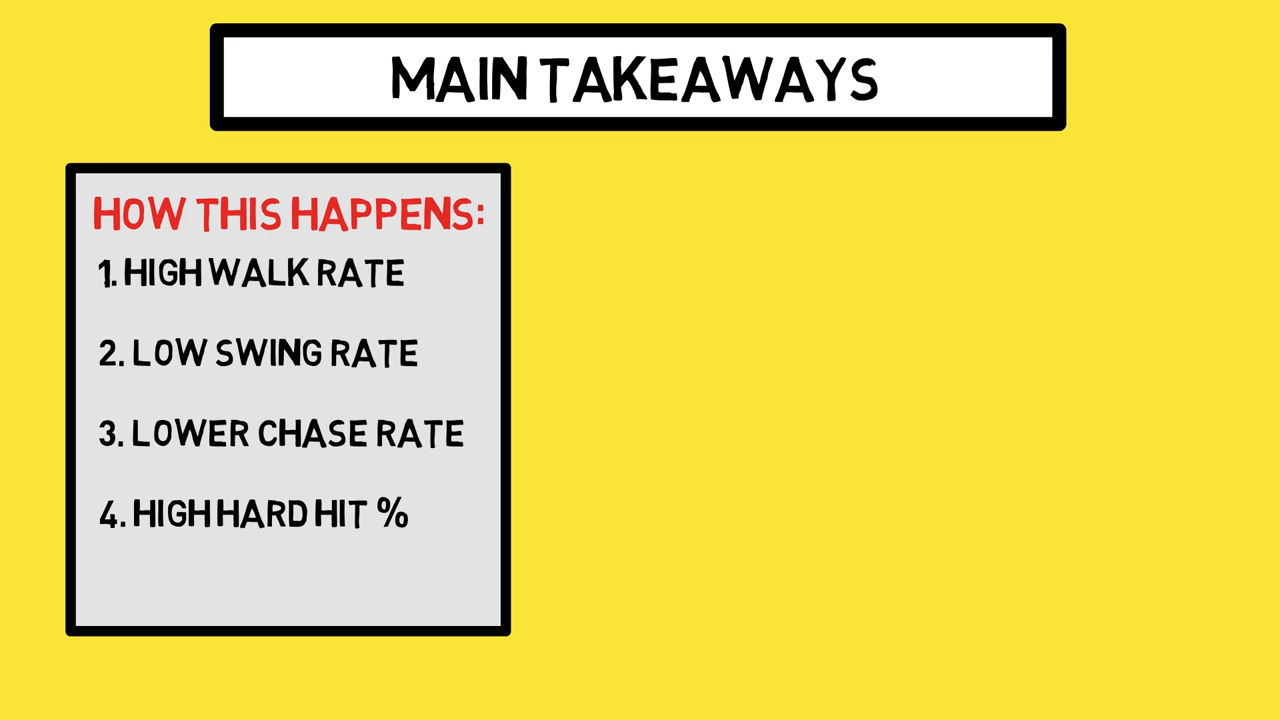 MAIN TAKEAWAYS
HOW THIS HAPPENS:
1. HIGH WALK RATE
2. LOW SWING RATE
3. LOWER CHASE RATE
4. HIGH HARD HIT %